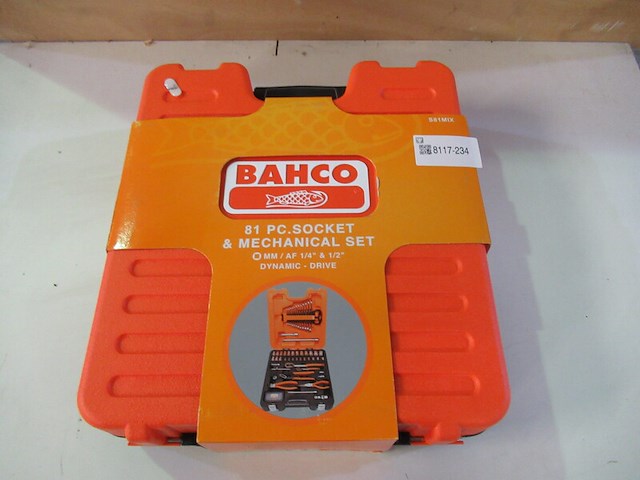 S81MIX
8117-234
BAHCO
81 PC.SOCKET
& MECHANICAL SET
MM / AF 1/4" & 1/2"
DYNAMIC - DRIVE